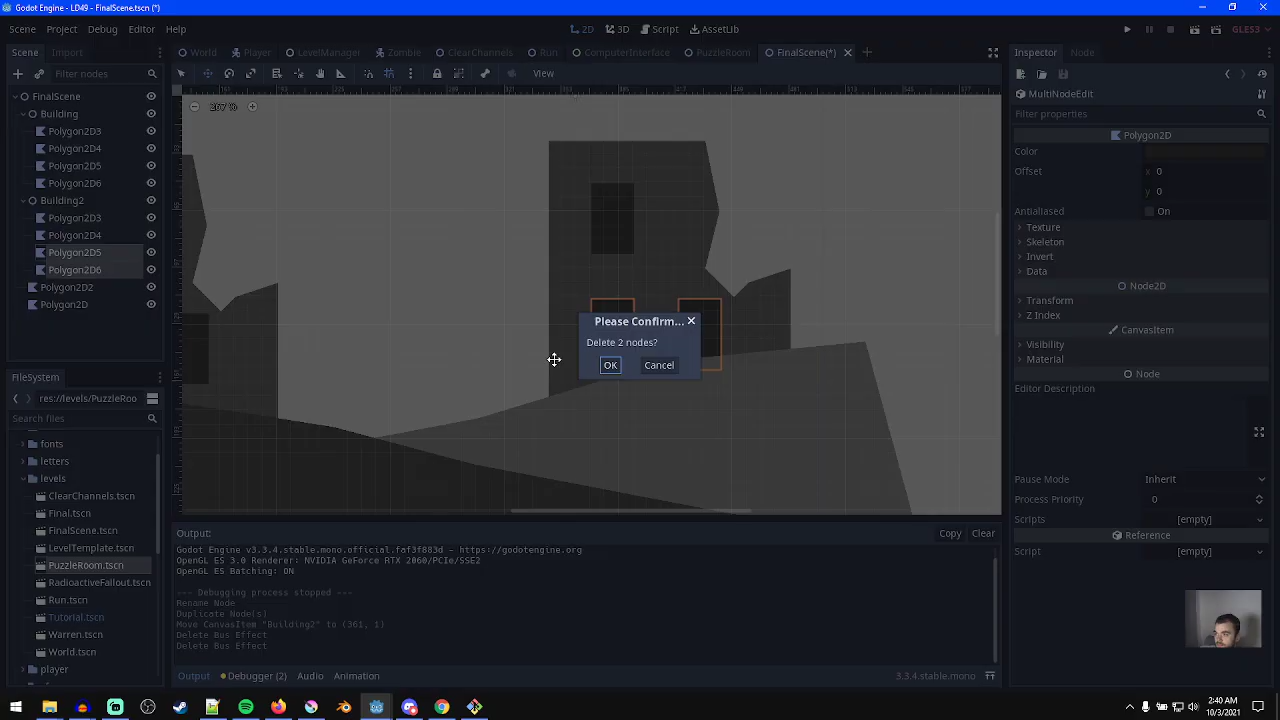 Godot Engine - LD49 - FinalScene.tscn (*)
Scene Project Debug Editor Help
2D 3D Script AssetLib
GLES3
Scene Import
World Player LevelManager Zombie ClearChannels Run ComputerInterface PuzzleRoom FinalScene(*)
Inspector Node
Filter nodes
View
FinalScene
MultiNodeEdit
Building
Filter properties
Polygon2D3
Polygon2D4
Polygon2D5
Polygon2D6
Building2
Polygon2D3
Polygon2D4
Polygon2D5
Polygon2D6
Polygon2D2
Polygon2D
Polygon2D
Color
Offset x 0
y 0
Antialiased On
Texture
Skeleton
Invert
Data
Node2D
Transform
Z Index
CanvasItem
Visibility
Material
Node
Editor Description
Pause Mode Inherit
Process Priority 0
Scripts [empty]
Reference
Script [empty]
Please Confirm...
Delete 2 nodes?
OK Cancel
FileSystem
res://levels/PuzzleRoo
Search files
fonts
letters
levels
ClearChannels.tscn
Final.tscn
FinalScene.tscn
LevelTemplate.tscn
PuzzleRoom.tscn
RadioactiveFallout.tscn
Run.tscn
Tutorial.tscn
Warren.tscn
World.tscn
player
Output: Copy Clear
Godot Engine v3.3.4.stable.mono.official.faf3f883d - https://godotengine.org
OpenGL ES 3.0 Renderer: NVIDIA GeForce RTX 2060/PCIe/SSE2
OpenGL ES Batching: ON
--- Debugging process stopped ---
Rename Node
Duplicate Node(s)
Move CanvasItem "Building2" to (361, 1)
Delete Bus Effect
Delete Bus Effect
Output Debugger (2) Audio Animation
3.3.4.stable.mono
2:40 AM 10/3/2021